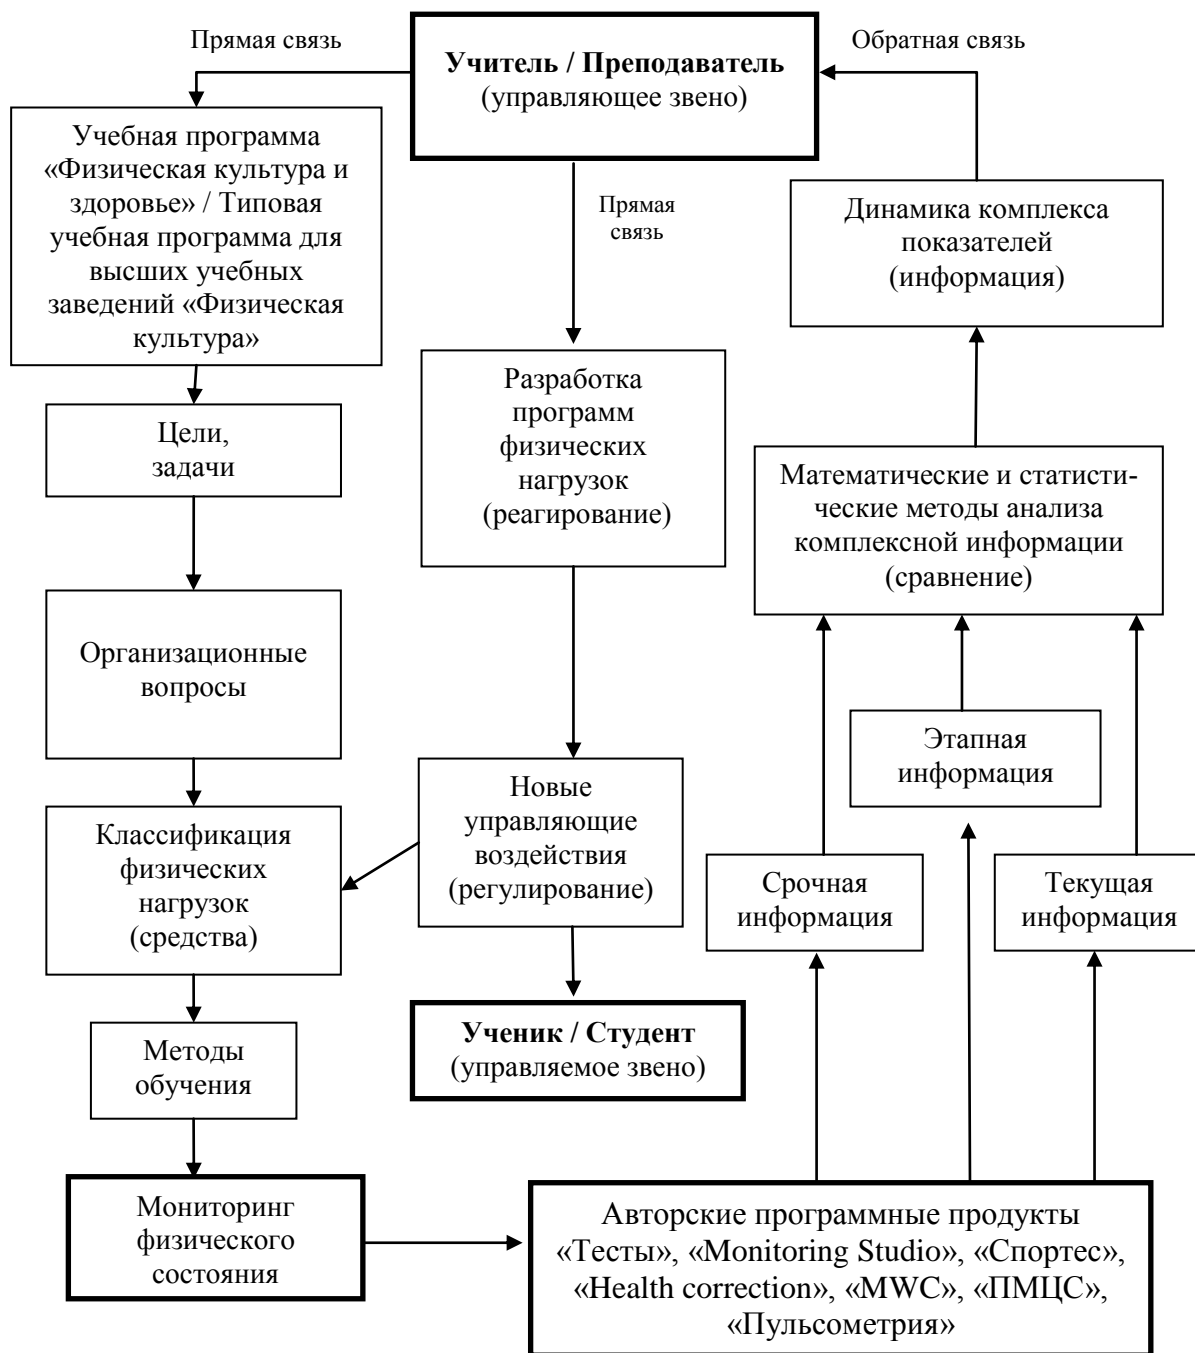 Прямая связь
Учитель / Преподаватель
(управляющее звено)
Обратная связь
Учебная программа
«Физическая культура и
здоровье» / Типовая
учебная программа для
высших учебных
заведений «Физическая
культура»
Прямая
связь
Динамика комплекса
показателей
(информация)
Разработка
программ
физических
нагрузок
(реагирование)
Цели,
задачи
Математические и статисти-
ческие методы анализа
комплексной информации
(сравнение)
Организационные
вопросы
Этапная
информация
Новые
управляющие
воздействия
(регулирование)
Классификация
физических
нагрузок
(средства)
Срочная
информация
Текущая
информация
Ученик / Студент
(управляемое звено)
Методы
обучения
Мониторинг
физического
состояния
Авторские программные продукты
«Тесты», «Monitoring Studio», «Спортес»,
«Health correction», «MWC», «ПМЦС»,
«Пульсометрия»